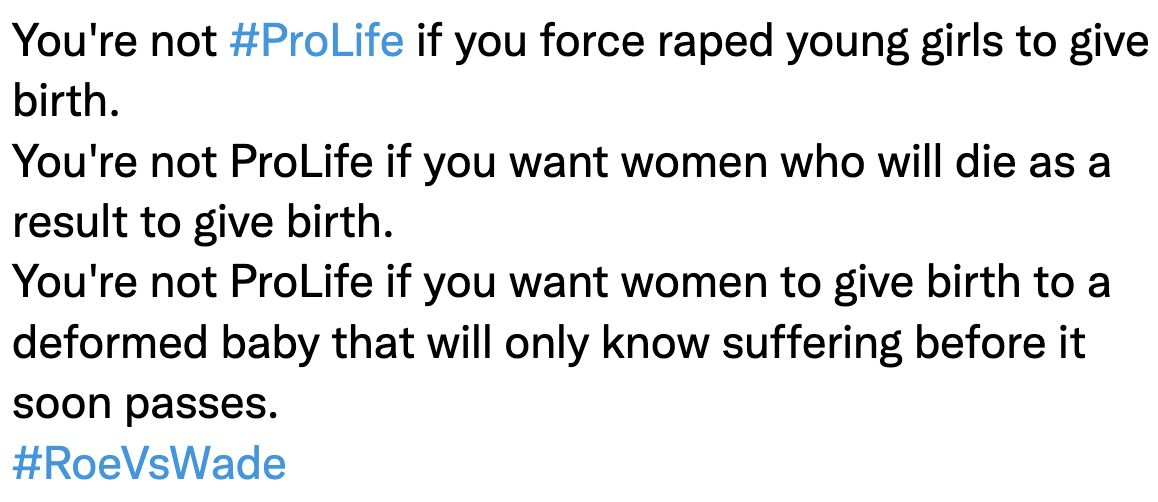 You're not #ProLife if you force raped young girls to give
birth.
You're not ProLife if you want women who will die as a
result to give birth.
You're not ProLife if you want women to give birth to a
deformed baby that will only know suffering before it
soon passes.
#RoeVsWade